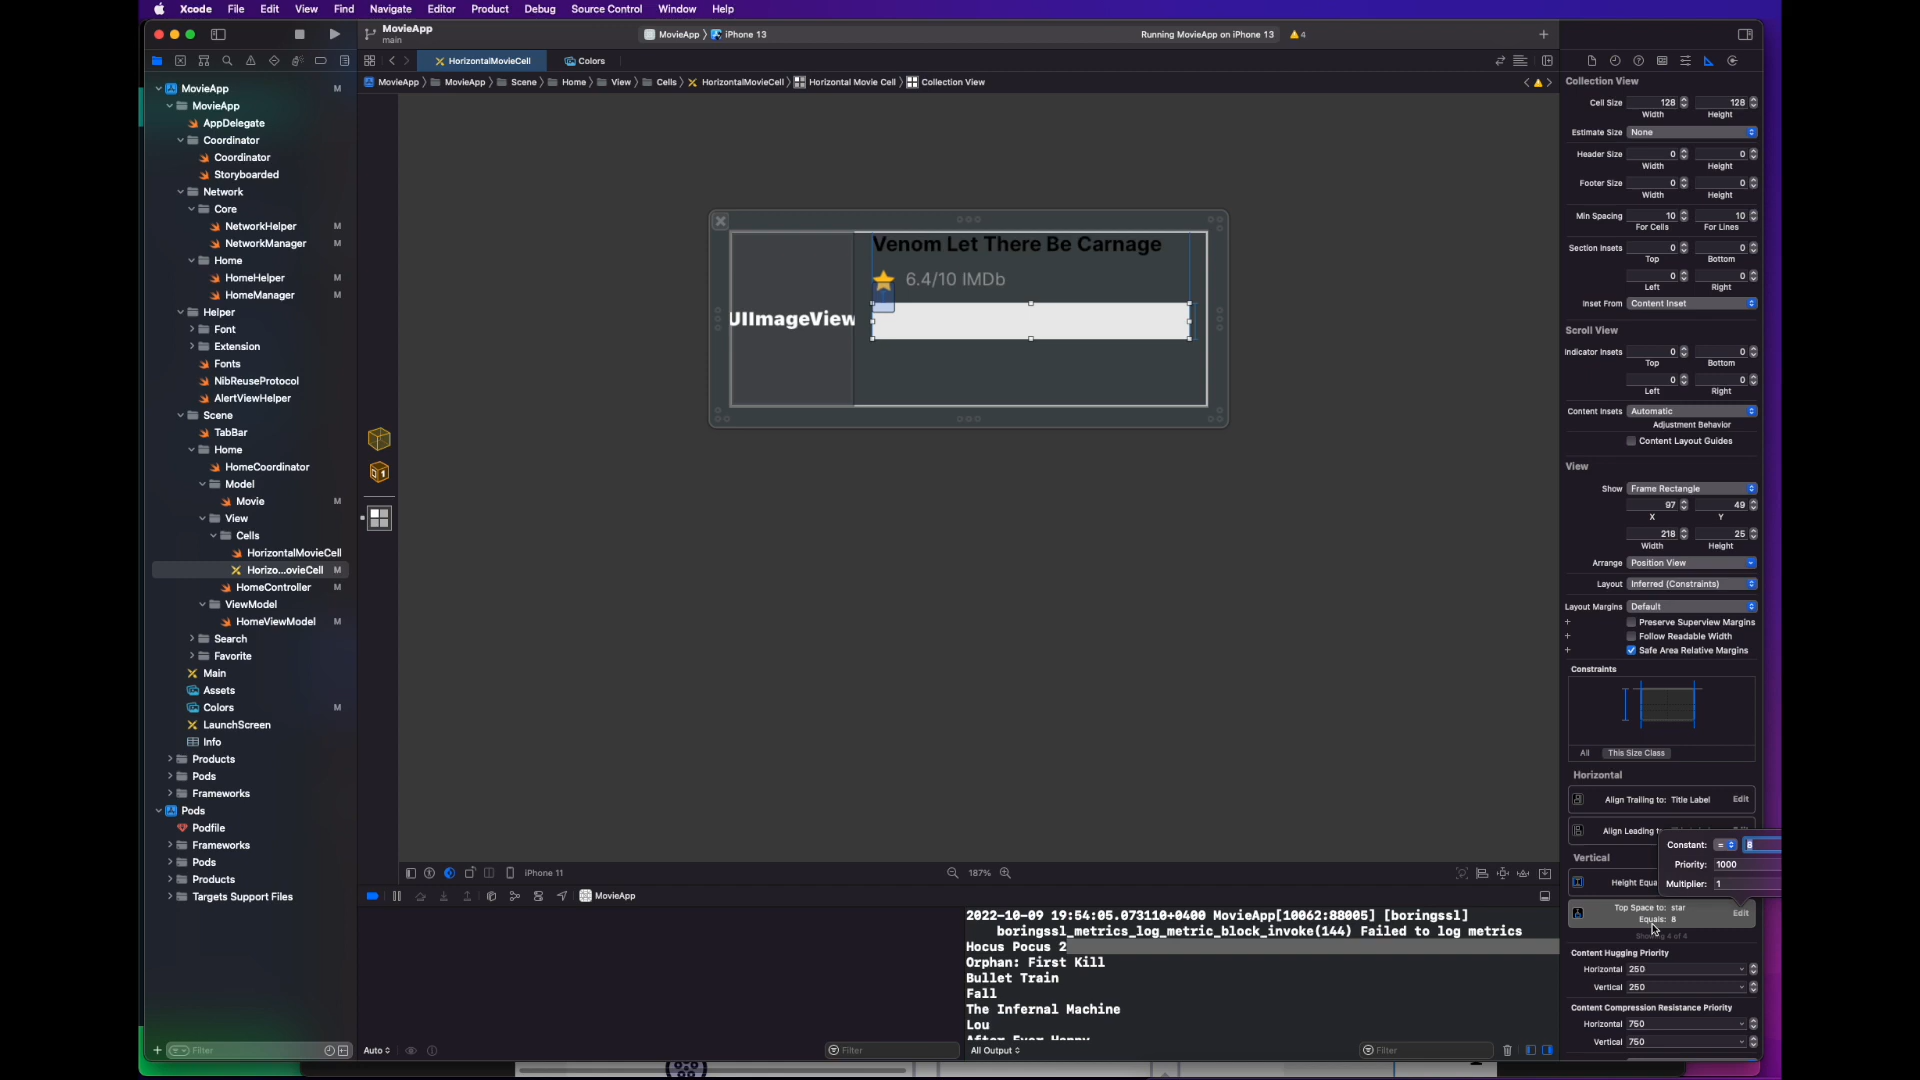 Xcode File Edit View Find Navigate Editor Product Debug Source Control Window Help
MovieApp
main
MovieApp
iPhone 13
Running MovieApp on iPhone 13
4
HorizontalMovieCell
Colors
MovieApp
MovieApp
Scene
Home
View
Cells
HorizontalMovieCell
Horizontal Movie Cell
Collection View
MovieApp M
MovieApp
AppDelegate
Coordinator
Coordinator
Storyboarded
Network
Core
NetworkHelper M
NetworkManager M
Home
HomeHelper M
HomeManager M
Helper
Font
Extension
Fonts
NibReuseProtocol
AlertViewHelper
Scene
TabBar
Home
HomeCoordinator
Model
Movie M
View
Cells
HorizontalMovieCell
Horizo...ovieCell M
HomeController M
ViewModel
HomeViewModel M
Search
Favorite
Main
Assets
Colors M
LaunchScreen
Info
Products
Pods
Frameworks
Pods
Podfile
Frameworks
Pods
Products
Targets Support Files
Filter
UIImageView
Venom Let There Be Carnage
6.4/10 IMDb
iPhone 11
187%
MovieApp
2022-10-09 19:54:05.073110+0400 MovieApp[10062:88005] [boringssl]
boringssl_metrics_log_metric_block_invoke(144) Failed to log metrics
Hocus Pocus 2
Orphan: First Kill
Bullet Train
Fall
The Infernal Machine
Lou
After Ever Happy
Auto
Filter
All Output
Filter
Collection View
Cell Size 128 128
Width Height
Estimate Size None
Header Size 0 0
Width Height
Footer Size 0 0
Width Height
Min Spacing 10 10
For Cells For Lines
Section Insets 0 0
Top Bottom
0 0
Left Right
Inset From Content Inset
Scroll View
Indicator Insets 0 0
Top Bottom
0 0
Left Right
Content Insets Automatic
Adjustment Behavior
Content Layout Guides
View
Show Frame Rectangle
97 49
X Y
218 25
Width Height
Arrange Position View
Layout Inferred (Constraints)
Layout Margins Default
Preserve Superview Margins
Follow Readable Width
Safe Area Relative Margins
Constraints
All This Size Class
Horizontal
Align Trailing to: Title Label Edit
Align Leading to:
Constant: = 8
Priority: 1000
Multiplier: 1
Vertical
Height Equa
Top Space to: star Edit
Equals: 8
Showing 4 of 4
Content Hugging Priority
Horizontal 250
Vertical 250
Content Compression Resistance Priority
Horizontal 750
Vertical 750